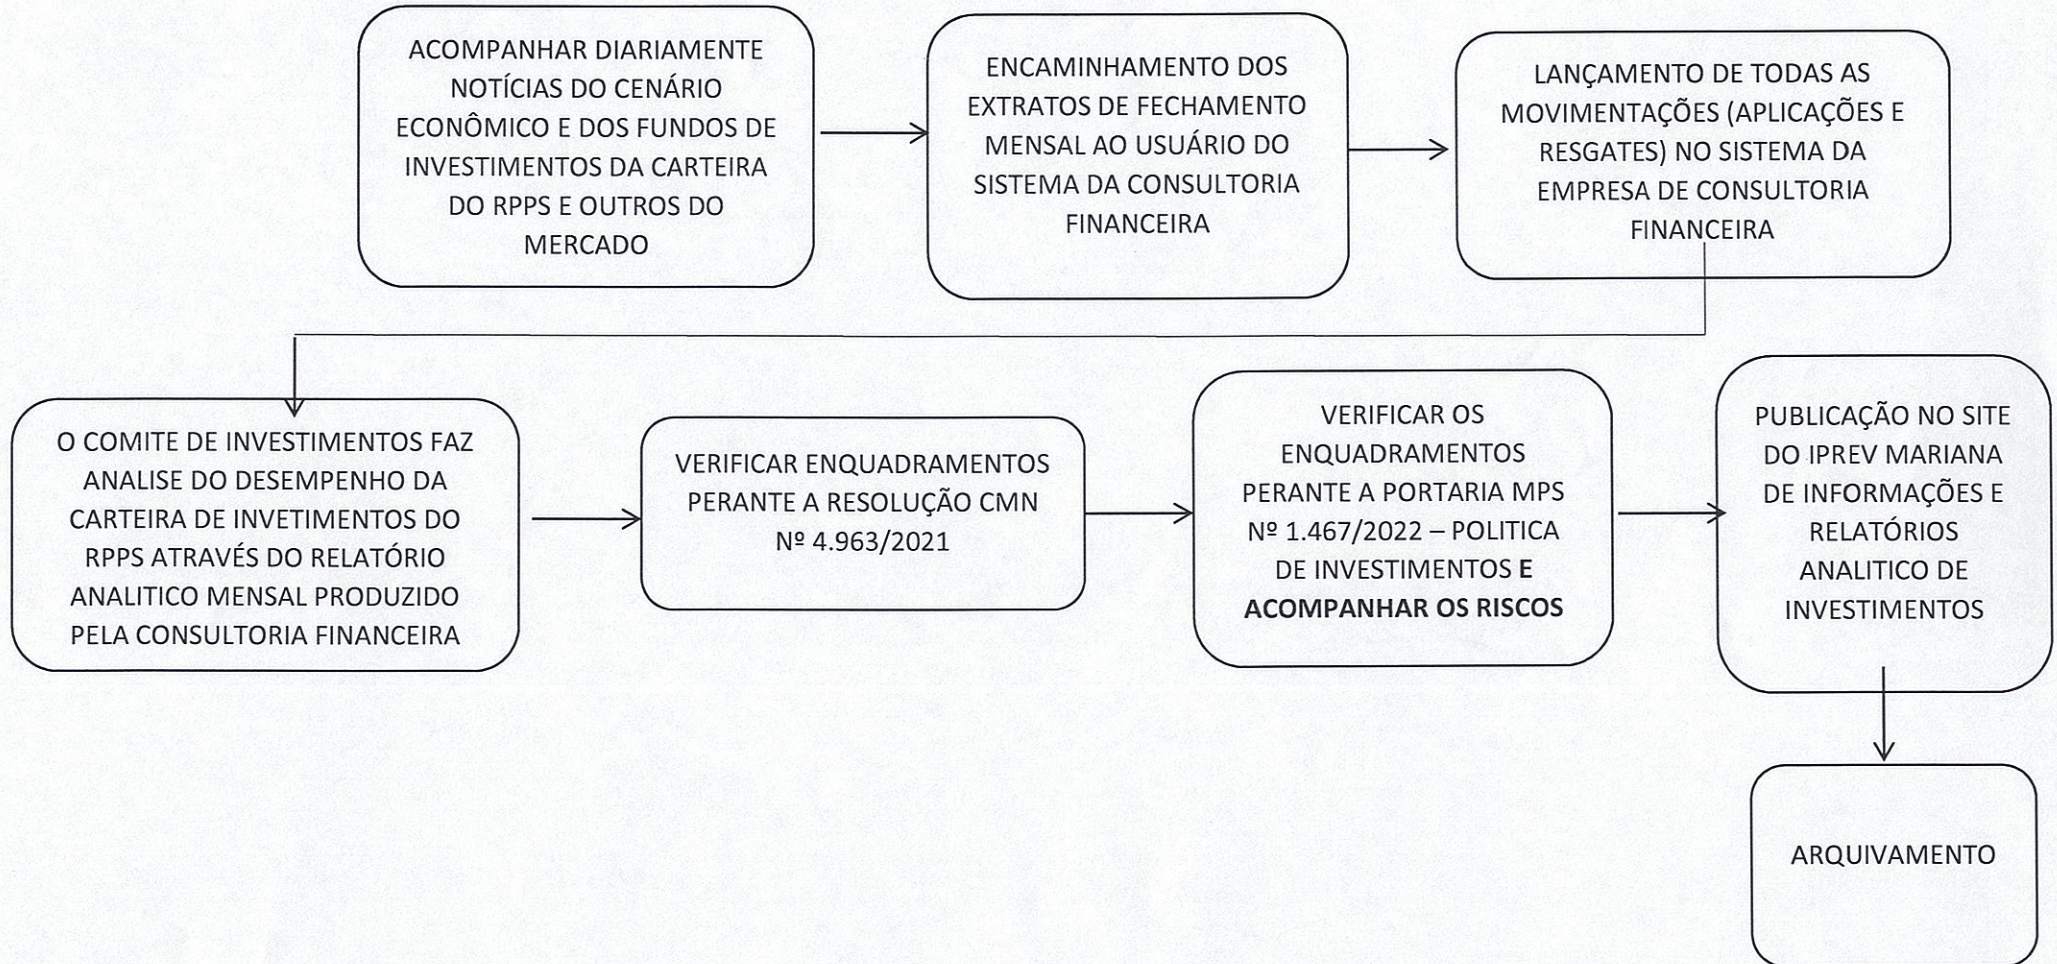 ACOMPANHAR DIARIAMENTE
NOTÍCIAS DO CENÁRIO
ECONÔMICO E DOS FUNDOS DE
INVESTIMENTOS DA CARTEIRA
DO RPPS E OUTROS DO
MERCADO
ENCAMINHAMENTO DOS
EXTRATOS DE FECHAMENTO
MENSAL AO USUÁRIO DO
SISTEMA DA CONSULTORIA
FINANCEIRA
LANÇAMENTO DE TODAS AS
MOVIMENTAÇÕES (APLICAÇÕES E
RESGATES) NO SISTEMA DA
EMPRESA DE CONSULTORIA
FINANCEIRA
O COMITE DE INVESTIMENTOS FAZ
ANALISE DO DESEMPENHO DA
CARTEIRA DE INVETIMENTOS DO
RPPS ATRAVÉS DO RELATÓRIO
ANALITICO MENSAL PRODUZIDO
PELA CONSULTORIA FINANCEIRA
VERIFICAR ENQUADRAMENTOS
PERANTE A RESOLUÇÃO CMN
Nº 4.963/2021
VERIFICAR OS
ENQUADRAMENTOS
PERANTE A PORTARIA MPS
Nº 1.467/2022 – POLITICA
DE INVESTIMENTOS E
ACOMPANHAR OS RISCOS
PUBLICAÇÃO NO SITE
DO IPREV MARIANA
DE INFORMAÇÕES E
RELATÓRIOS
ANALITICO DE
INVESTIMENTOS
ARQUIVAMENTO